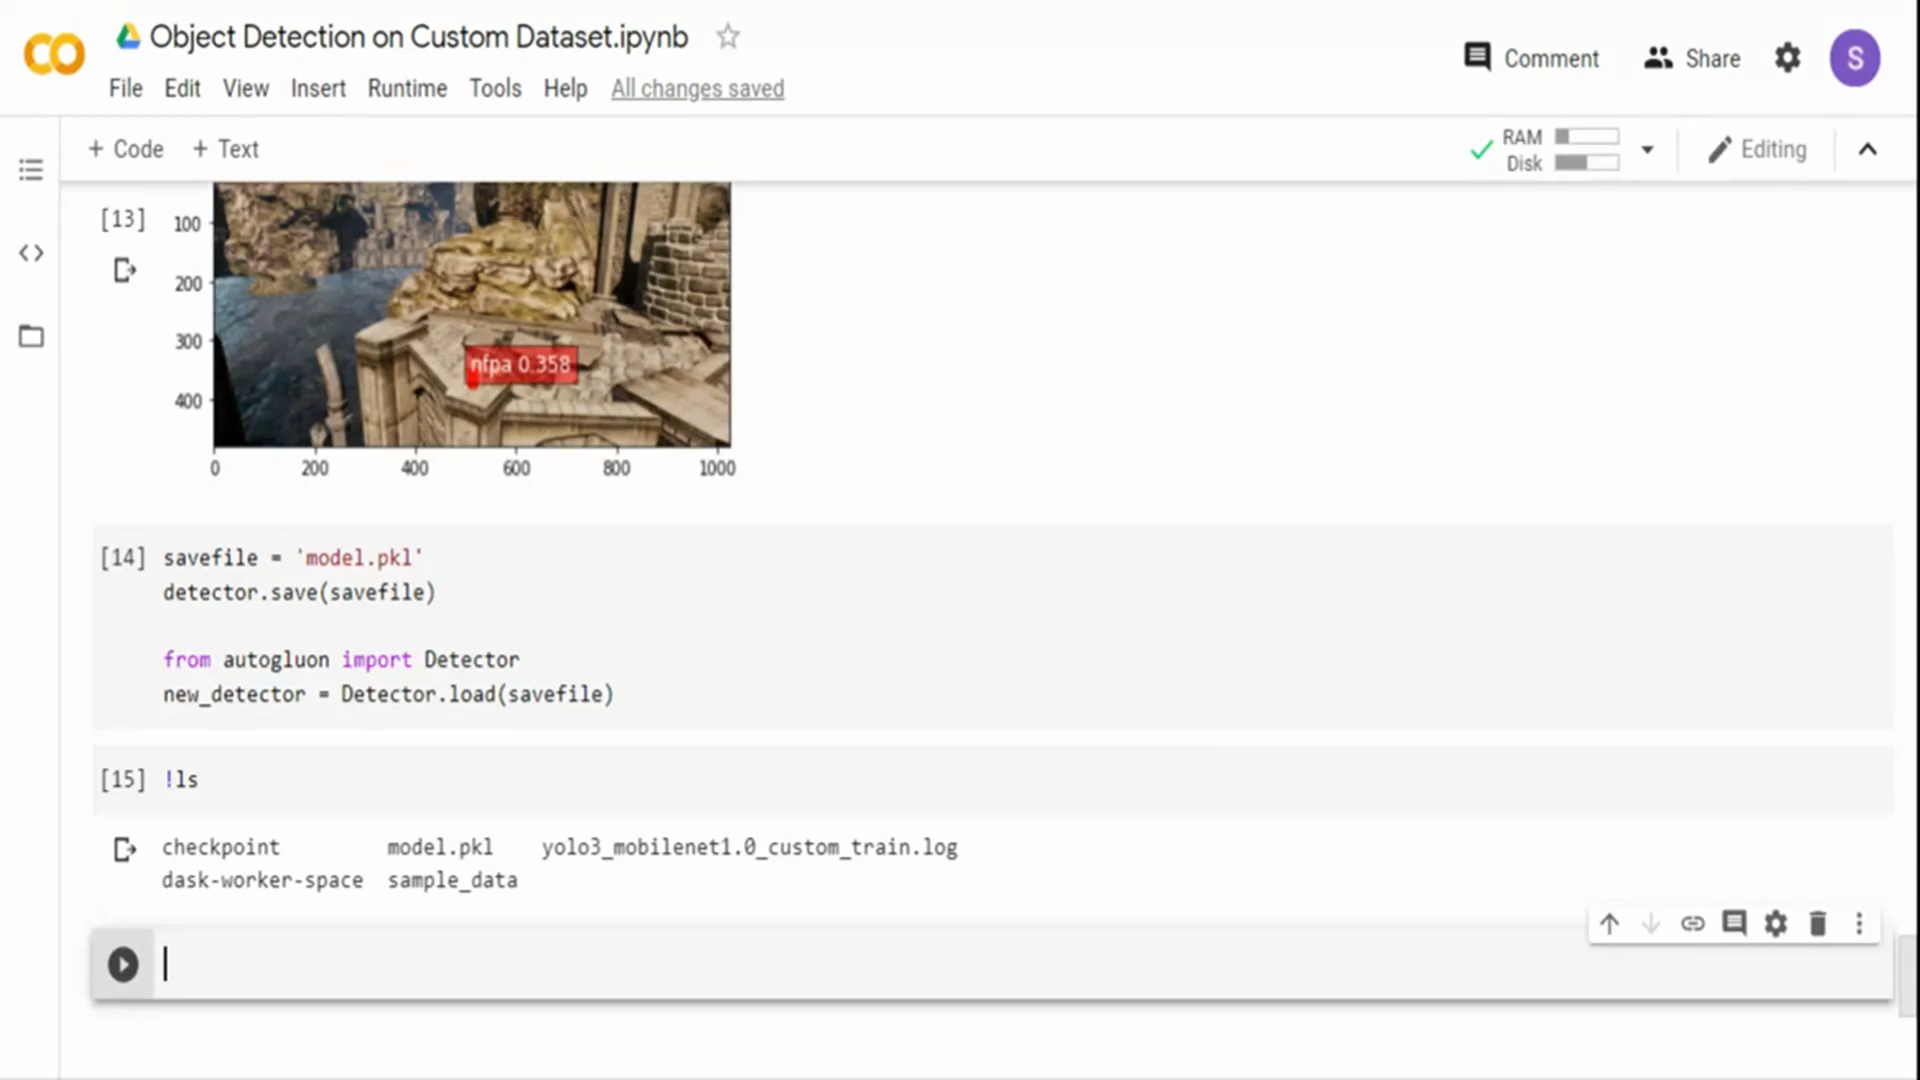 Object Detection on Custom Dataset.ipynb
Comment
Share
S
File Edit View Insert Runtime Tools Help All changes saved
+ Code + Text
RAM
Disk
Editing
[13]
100
200
300
400
nfpa 0.358
0 200 400 600 800 1000
[14] savefile = 'model.pkl'
detector.save(savefile)
from autogluon import Detector
new_detector = Detector.load(savefile)
[15] !ls
checkpoint model.pkl yolo3_mobilenet1.0_custom_train.log
dask-worker-space sample_data